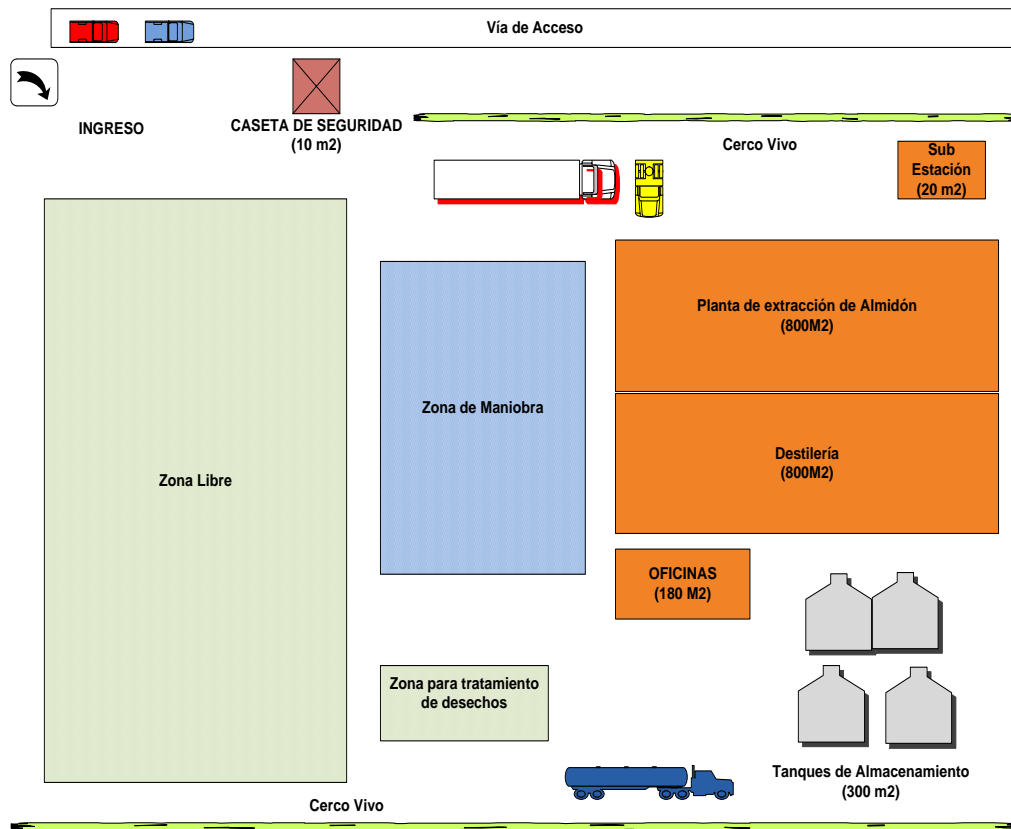 Vía de Acceso
INGRESO
CASETA DE SEGURIDAD
(10 m2)
Cerco Vivo
Sub
Estación
(20 m2)
Planta de extracción de Almidón
(800M2)
Zona de Maniobra
Destilería
(800M2)
Zona Libre
OFICINAS
(180 M2)
Zona para tratamiento
de desechos
Tanques de Almacenamiento
(300 m2)
Cerco Vivo